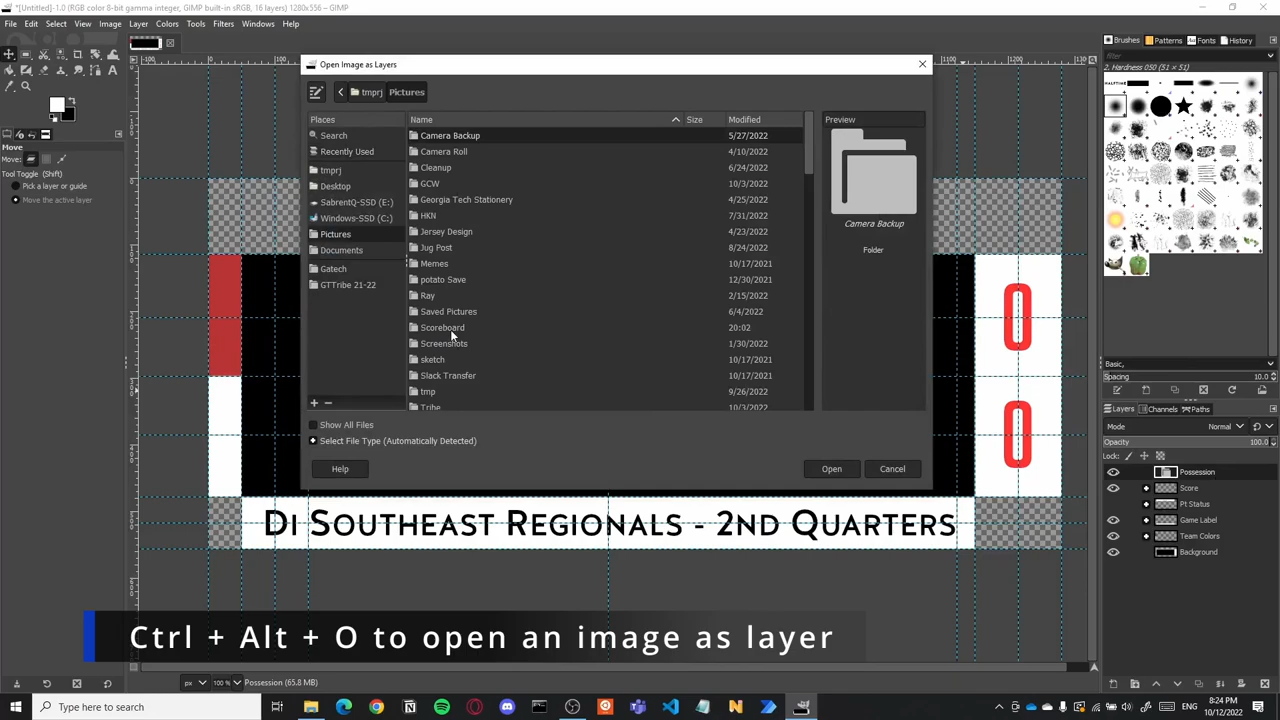 *[Untitled]-1.0 (RGB color 8-bit gamma integer, GIMP built-in sRGB, 16 layers) 1280x556 – GIMP
File Edit Select View Image Layer Colors Tools Filters Windows Help
Open Image as Layers
tmprj Pictures
Places Name Size Modified Preview
Search
Recently Used
tmprj
Desktop
SabrentQ-SSD (E:)
Windows-SSD (C:)
Pictures
Documents
Gatech
GTTribe 21-22
Camera Backup 5/27/2022
Camera Roll 4/10/2022
Cleanup 6/24/2022
GCW 10/3/2022
Georgia Tech Stationery 4/25/2022
HKN 7/31/2022
Jersey Design 4/23/2022
Jug Post 8/24/2022
Memes 10/17/2021
potato Save 12/30/2021
Ray 2/15/2022
Saved Pictures 6/4/2022
Scoreboard 20:02
Screenshots 1/30/2022
sketch 10/17/2021
Slack Transfer 10/17/2021
tmp 9/26/2022
Tribe 10/3/2022
Camera Backup
Folder
Show All Files
Select File Type (Automatically Detected)
Help Open Cancel
Move
Move:
Tool Toggle (Shift)
Pick a layer or guide
Move the active layer
0
0
DI Southeast Regionals - 2nd Quarters
Ctrl + Alt + O to open an image as layer
px 100 % Possession (65.8 MB)
Brushes Patterns Fonts History
filter
2. Hardness 050 (51 × 51)
HALFTIME
Basic,
Spacing 10.0
Layers Channels Paths
Mode Normal
Opacity 100.0
Lock:
Possession
Score
Pt Status
Game Label
Team Colors
Background
Type here to search
8:24 PM
10/12/2022